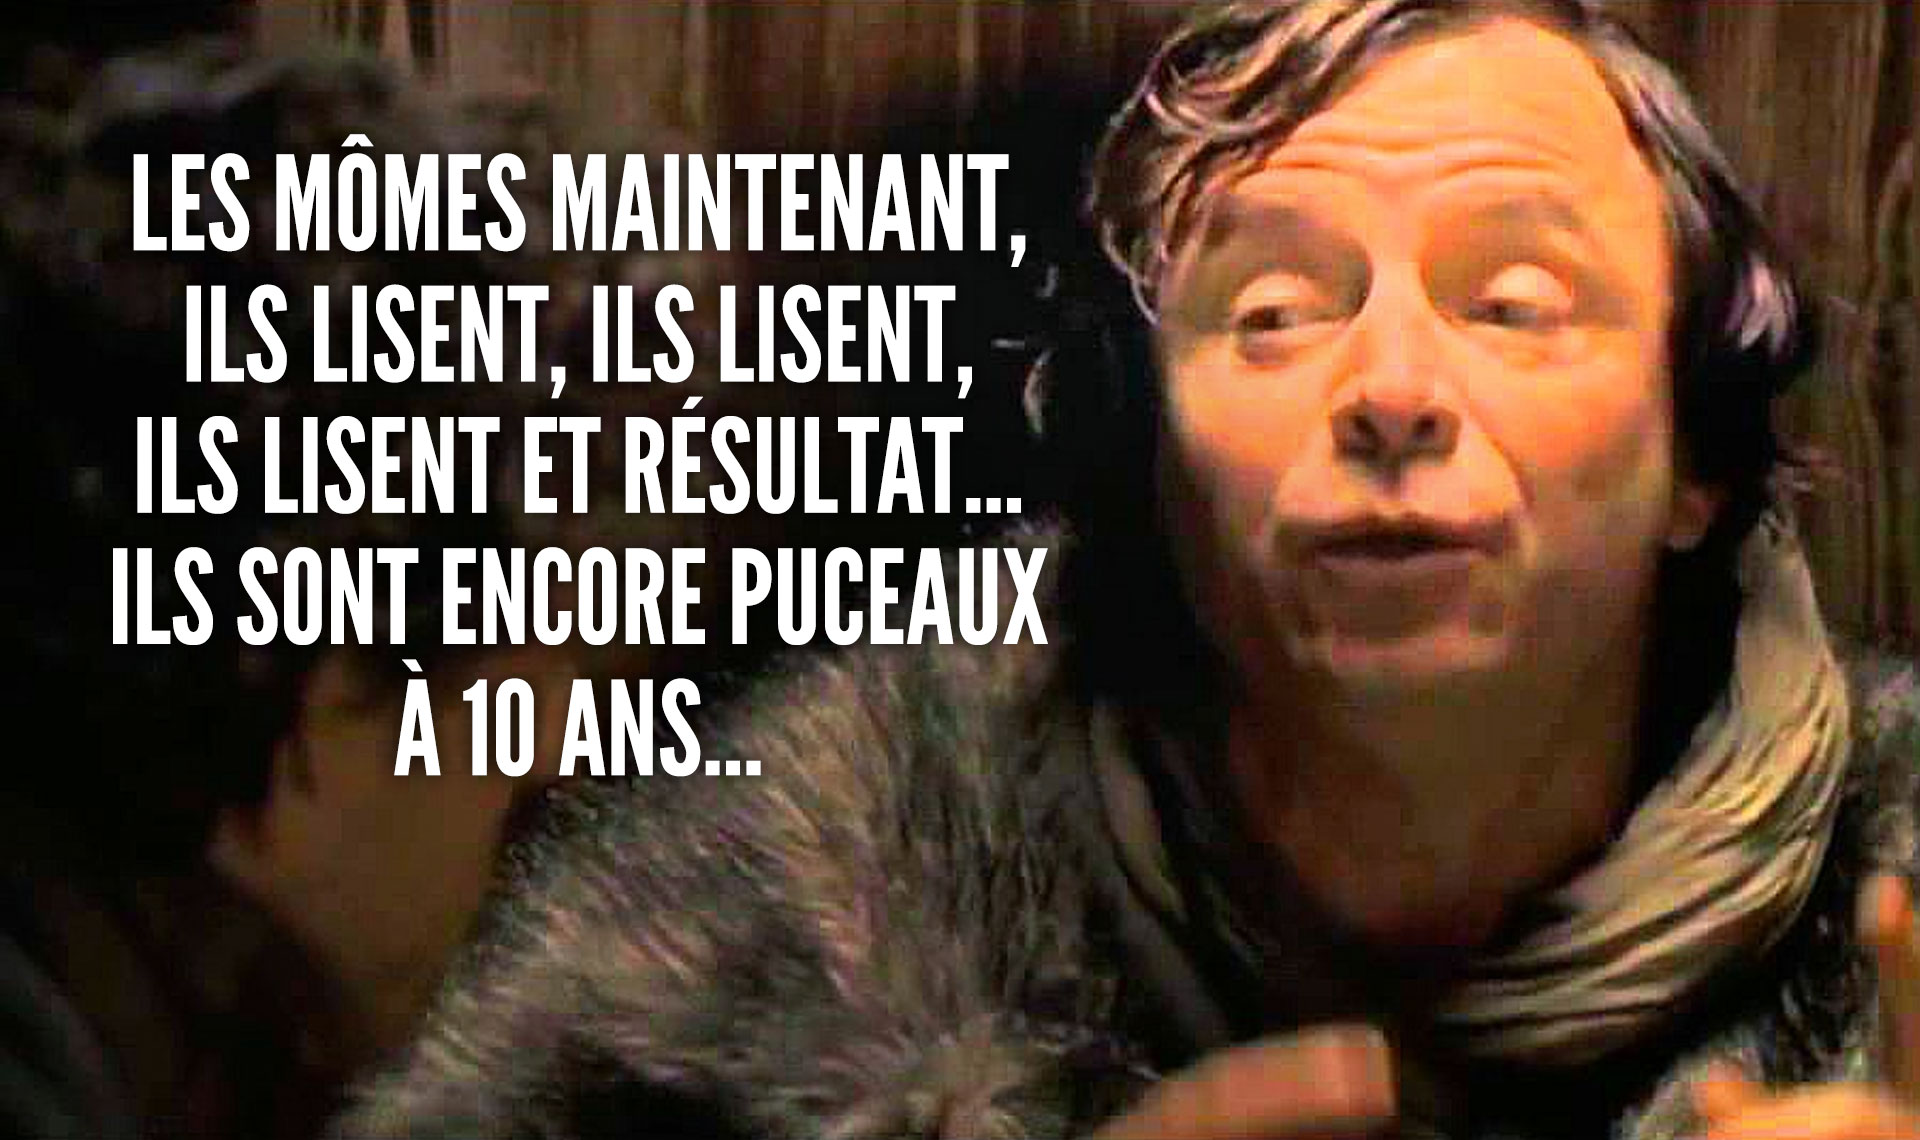 LES MÔMES MAINTENANT,
ILS LISENT, ILS LISENT,
ILS LISENT ET RÉSULTAT...
ILS SONT ENCORE PUCEAUX
À 10 ANS...